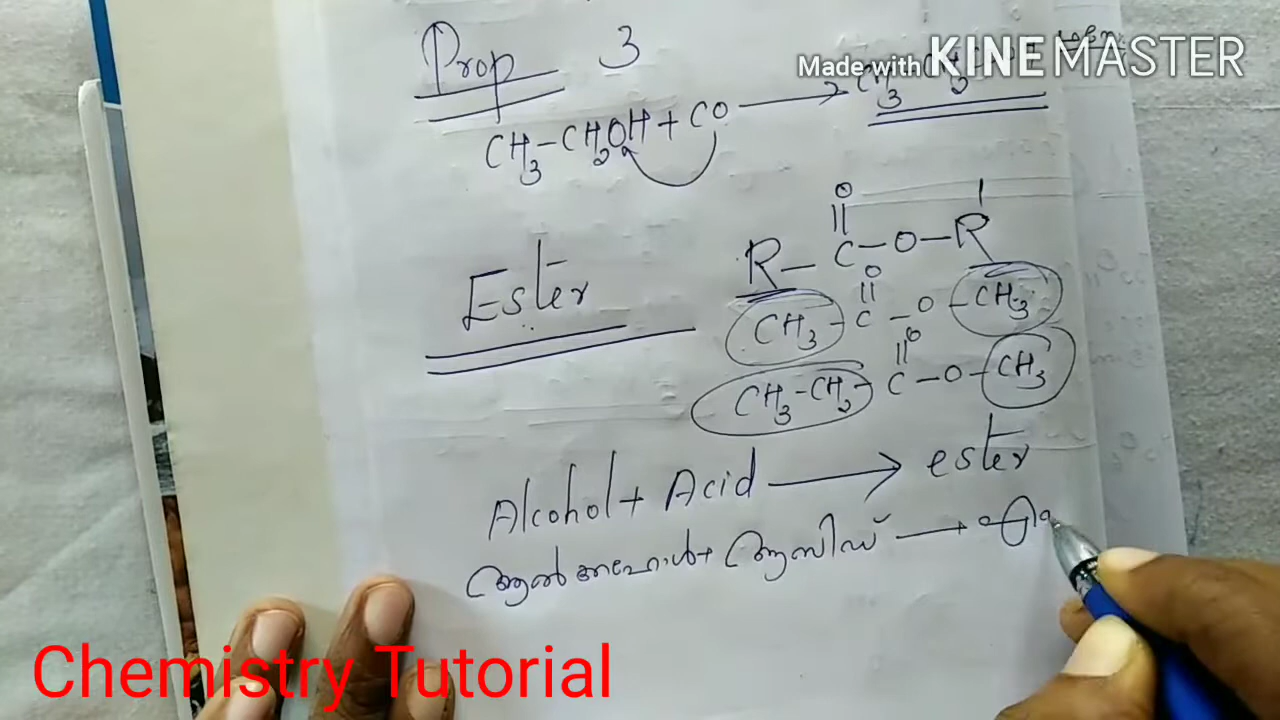 Prop 3
Made with KINEMASTER
CH₃-CH₂OH + CO ⟶ CH₃
O
R-C-O-R'
Ester
O
CH₃-C-O-CH₃
O
CH₃-CH₂-C-O-CH₃
Alcohol + Acid ⟶ ester
ആൽക്കഹോൾ + ആസിഡ് ⟶
Chemistry Tutorial